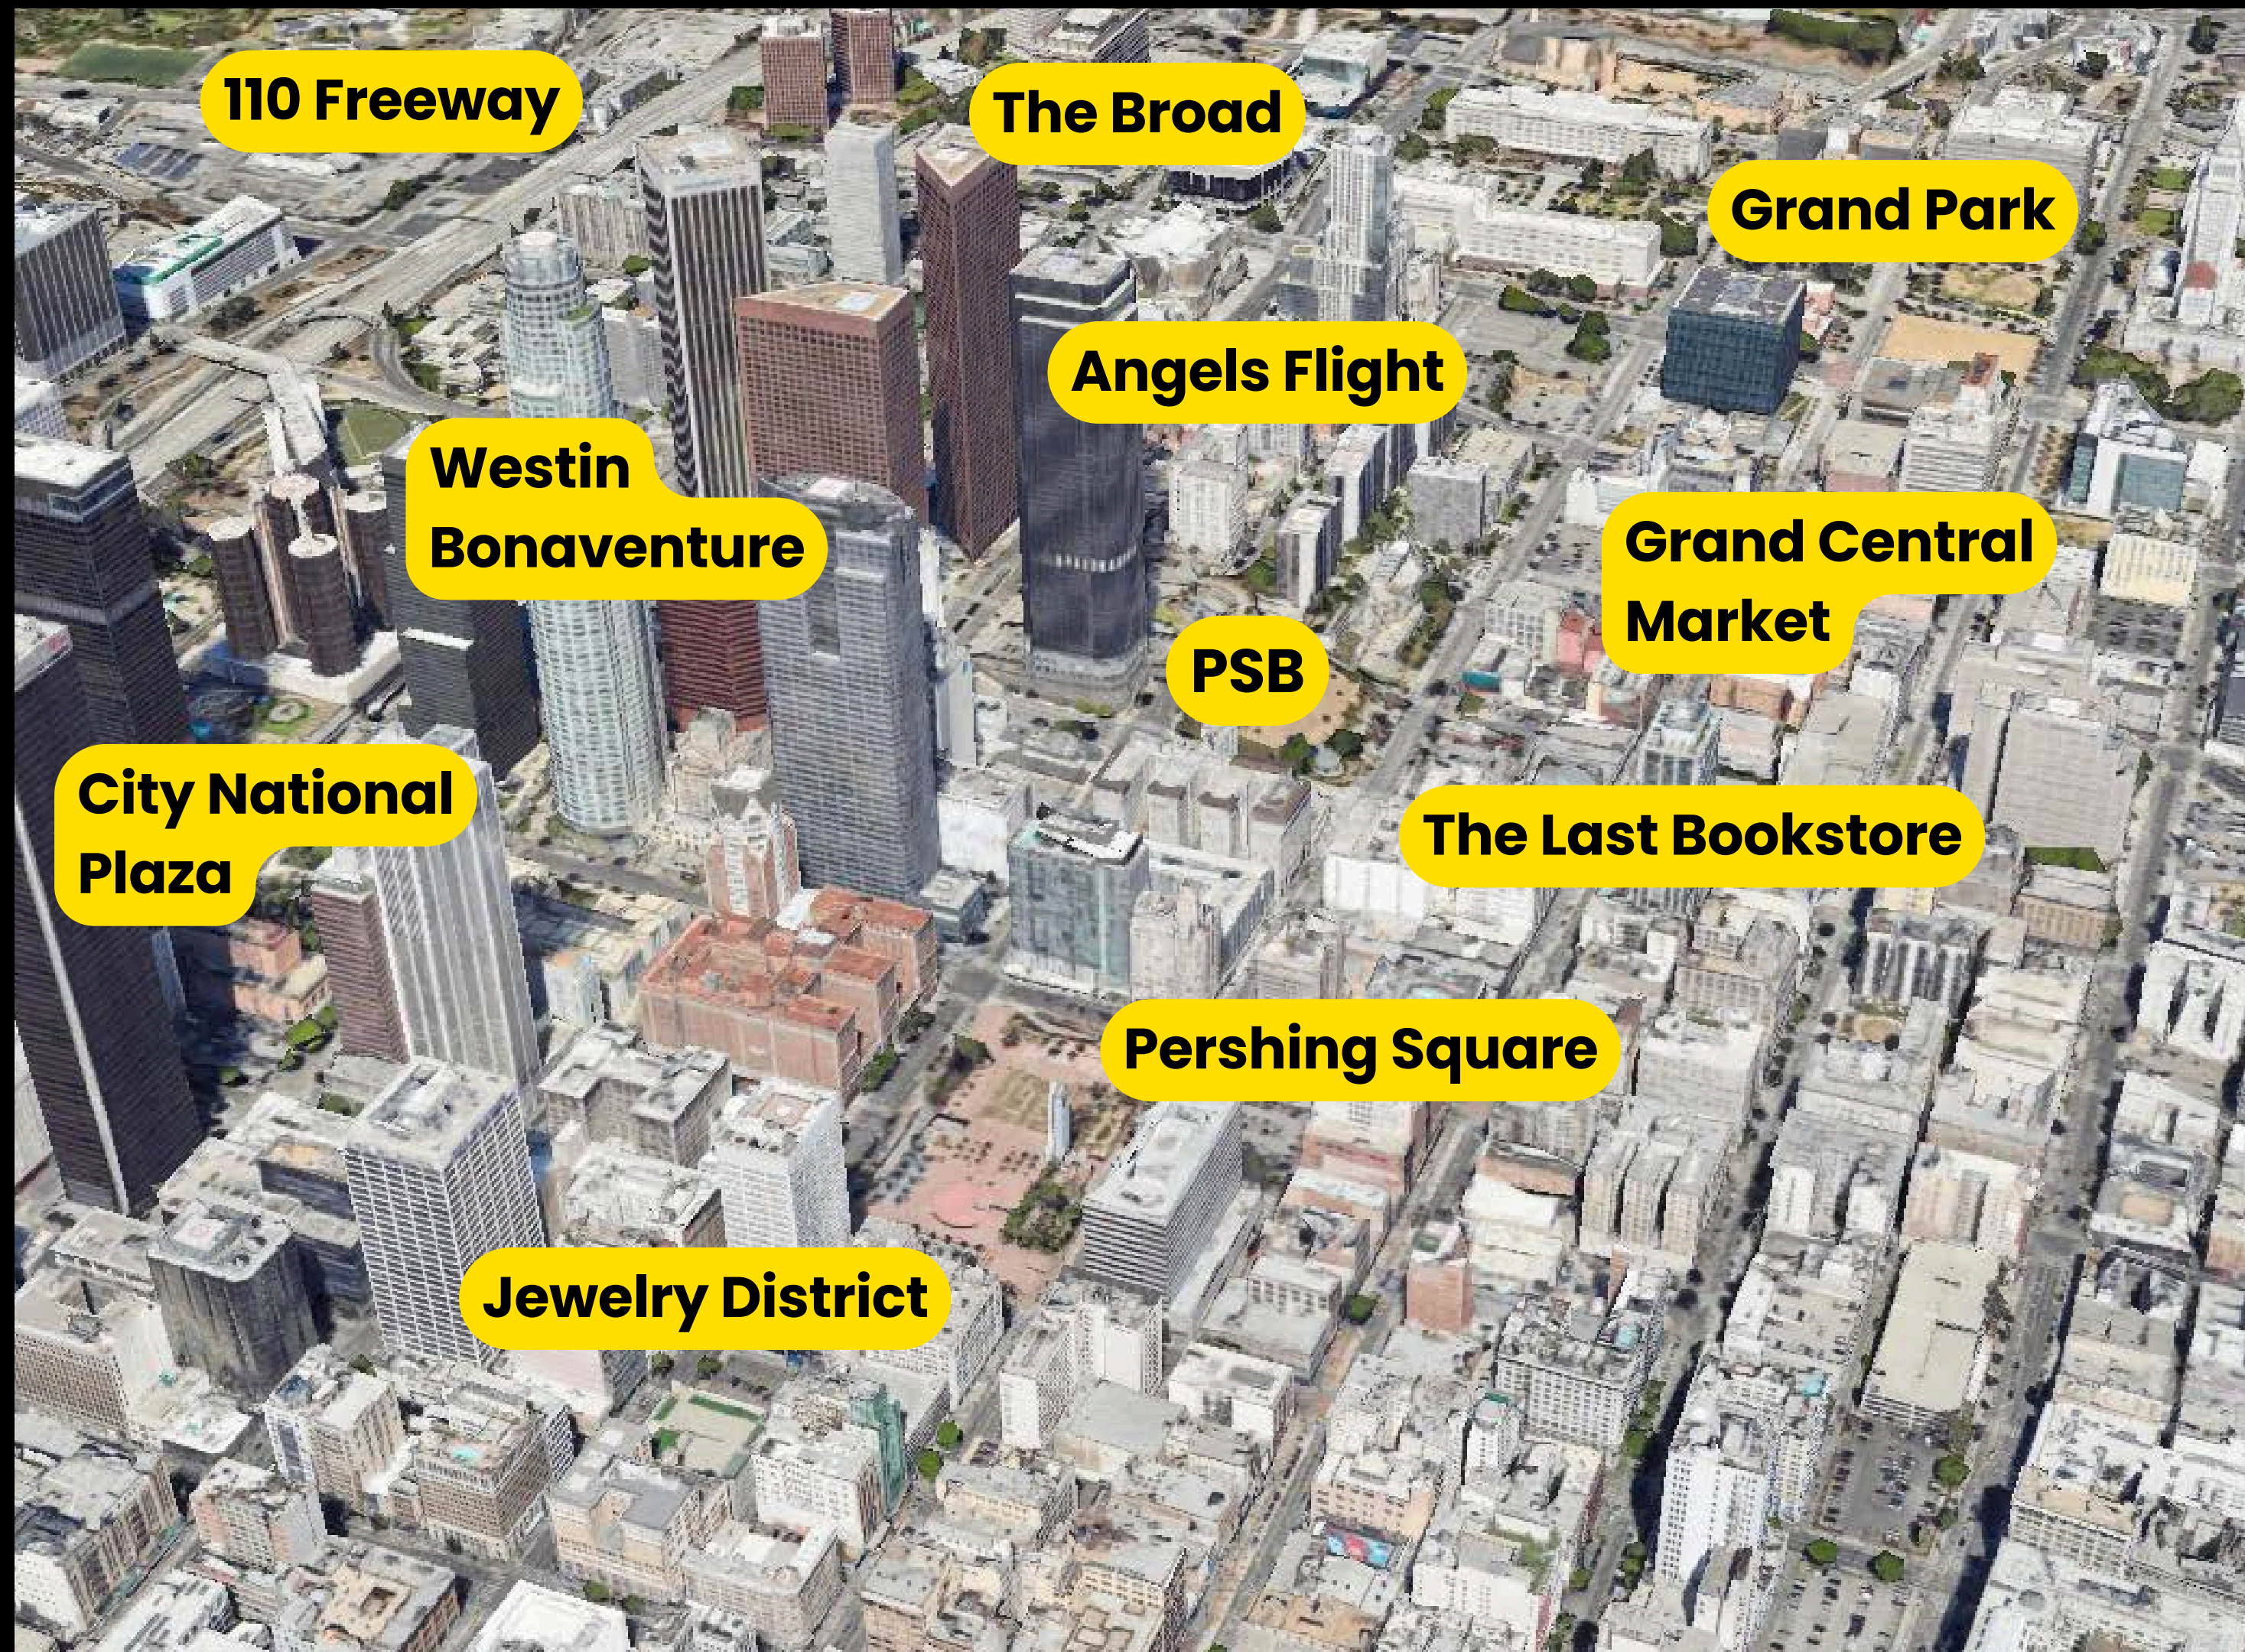 110 Freeway
The Broad
Grand Park
Angels Flight
Westin
Bonaventure
Grand Central
Market
PSB
City National
Plaza
The Last Bookstore
Pershing Square
Jewelry District